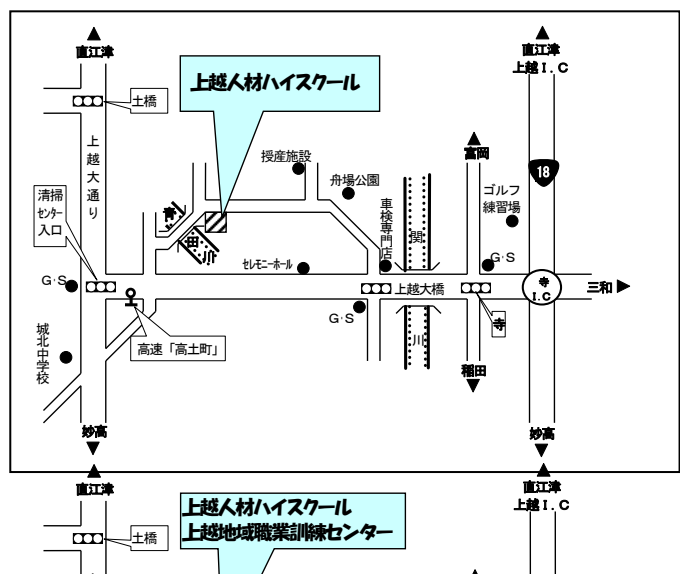 直江津
直江津
上越I.C
上越人材ハイスクール
土橋
上越大通り
授産施設
富岡
舟場公園
18
ゴルフ
練習場
清掃
センター
入口
車検専門店
関
G·S
セレモニーホール
G·S
上越大橋
寺
I.C
三和
G·S
寺
高速「高土町」
川
城北中学校
稲田
妙高
妙高
直江津
直江津
上越I.C
上越人材ハイスクール
上越地域職業訓練センター
土橋